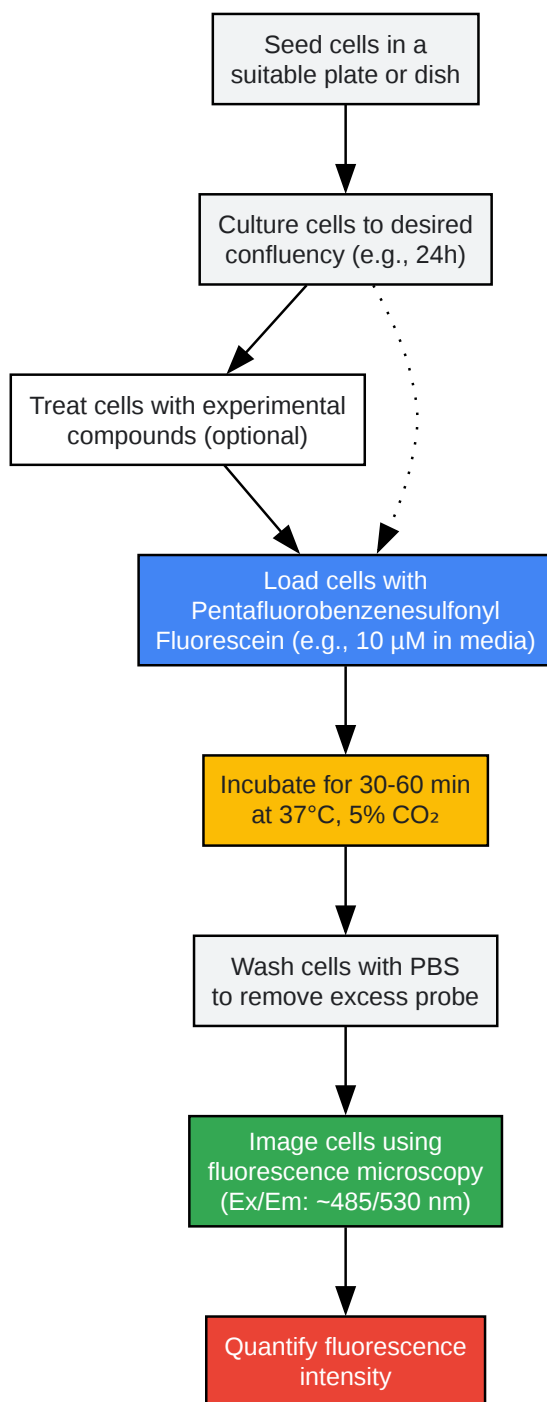 Seed cells in a
suitable plate or dish
Culture cells to desired
confluency (e.g., 24h)
Treat cells with experimental
compounds (optional)
Load cells with
Pentafluorobenzenesulfonyl
Fluorescein (e.g., 10 µM in media)
Incubate for 30-60 min
at 37°C, 5% CO₂
Wash cells with PBS
to remove excess probe
Image cells using
fluorescence microscopy
(Ex/Em: ~485/530 nm)
Quantify fluorescence
intensity